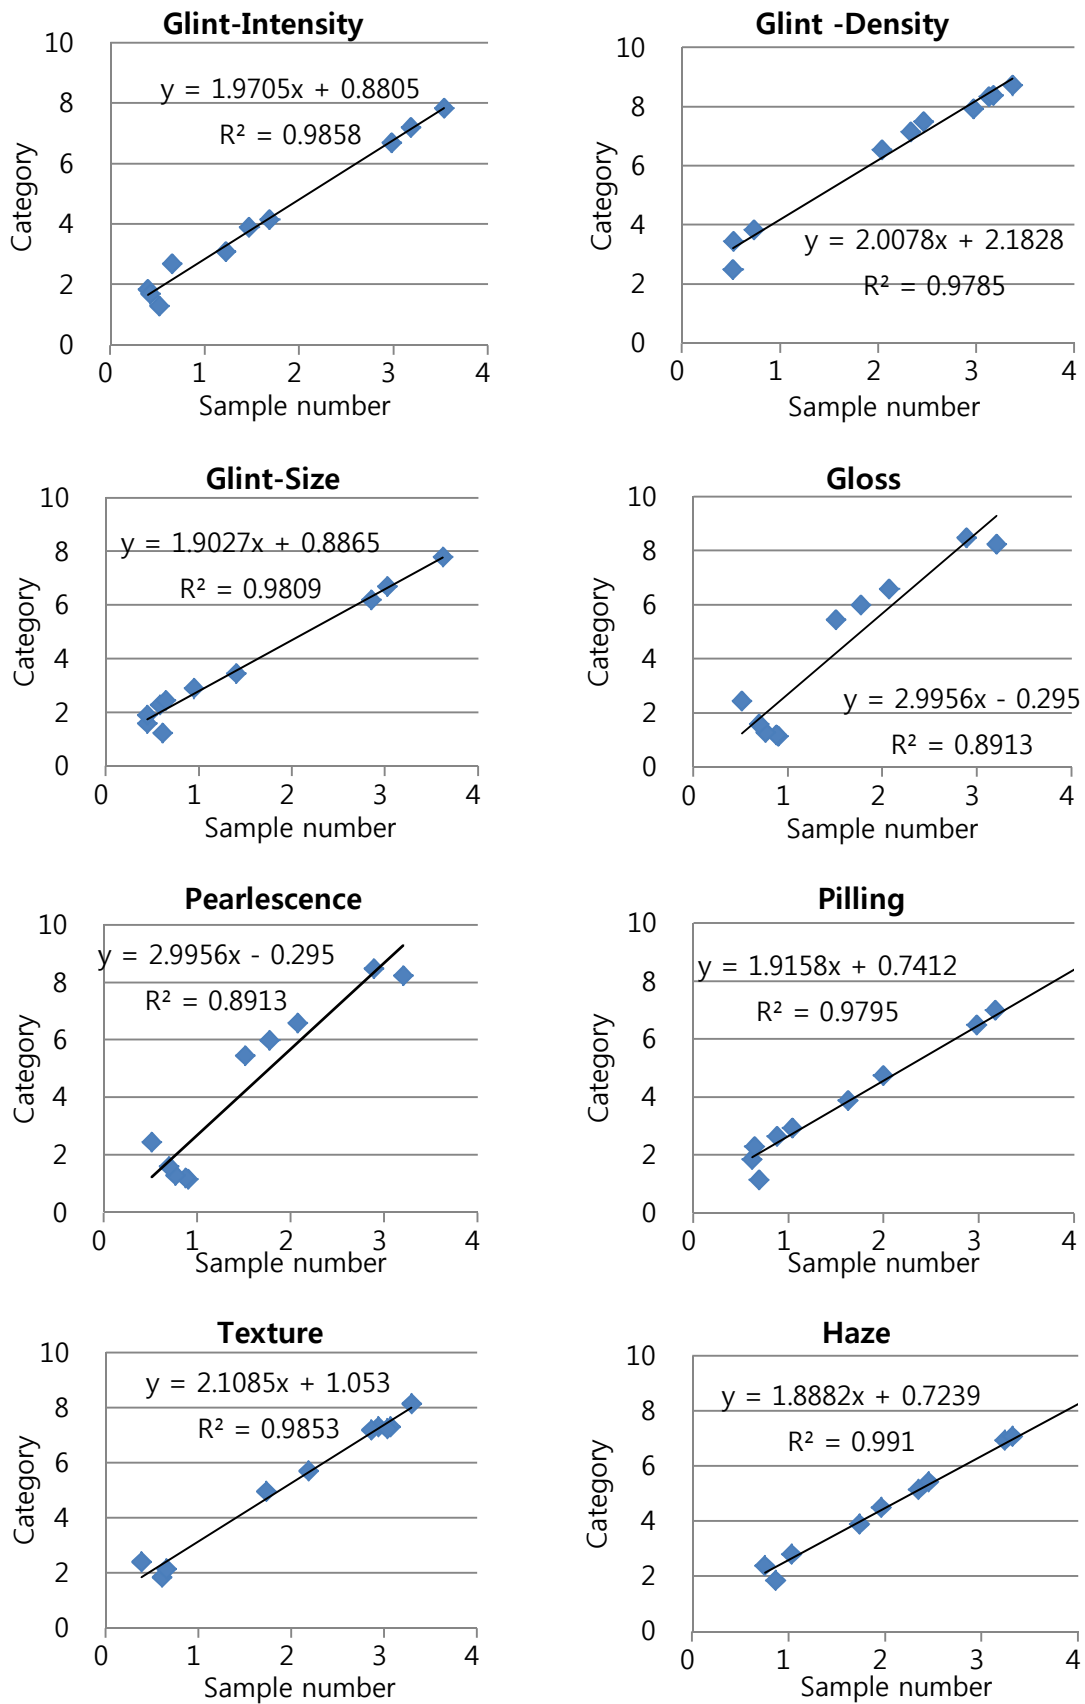 Glint-Intensity
10
8
6
4
2
0
Category
y = 1.9705x + 0.8805
R² = 0.9858
0 1 2 3 4
Sample number
Glint -Density
10
8
6
4
2
0
Category
y = 2.0078x + 2.1828
R² = 0.9785
0 1 2 3 4
Sample number
Glint-Size
10
8
6
4
2
0
Category
y = 1.9027x + 0.8865
R² = 0.9809
0 1 2 3 4
Sample number
Gloss
10
8
6
4
2
0
Category
y = 2.9956x - 0.295
R² = 0.8913
0 1 2 3 4
Sample number
Pearlescence
10
8
6
4
2
0
Category
y = 2.9956x - 0.295
R² = 0.8913
0 1 2 3 4
Sample number
Pilling
10
8
6
4
2
0
Category
y = 1.9158x + 0.7412
R² = 0.9795
0 1 2 3 4
Sample number
Texture
10
8
6
4
2
0
Category
y = 2.1085x + 1.053
R² = 0.9853
0 1 2 3 4
Sample number
Haze
10
8
6
4
2
0
Category
y = 1.8882x + 0.7239
R² = 0.991
0 1 2 3 4
Sample number